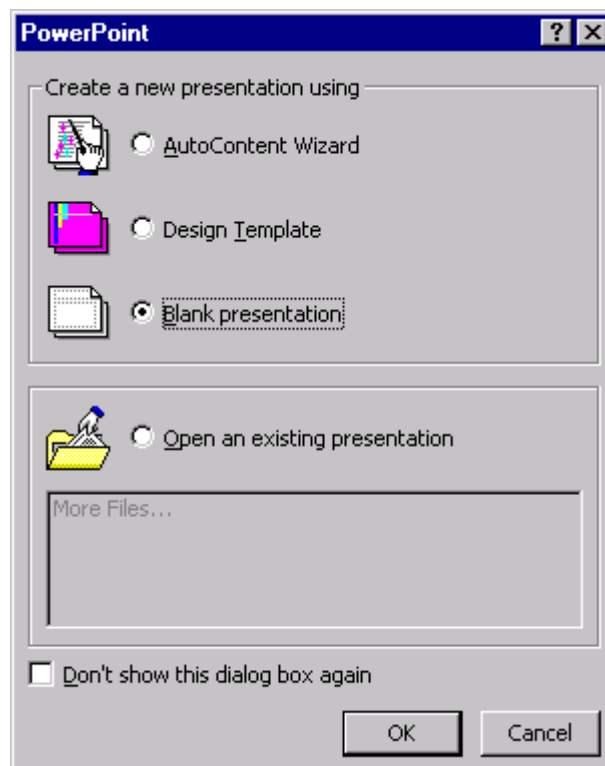 PowerPoint
Create a new presentation using
AutoContent Wizard
Design Template
Blank presentation
Open an existing presentation
More Files...
Don't show this dialog box again
OK
Cancel